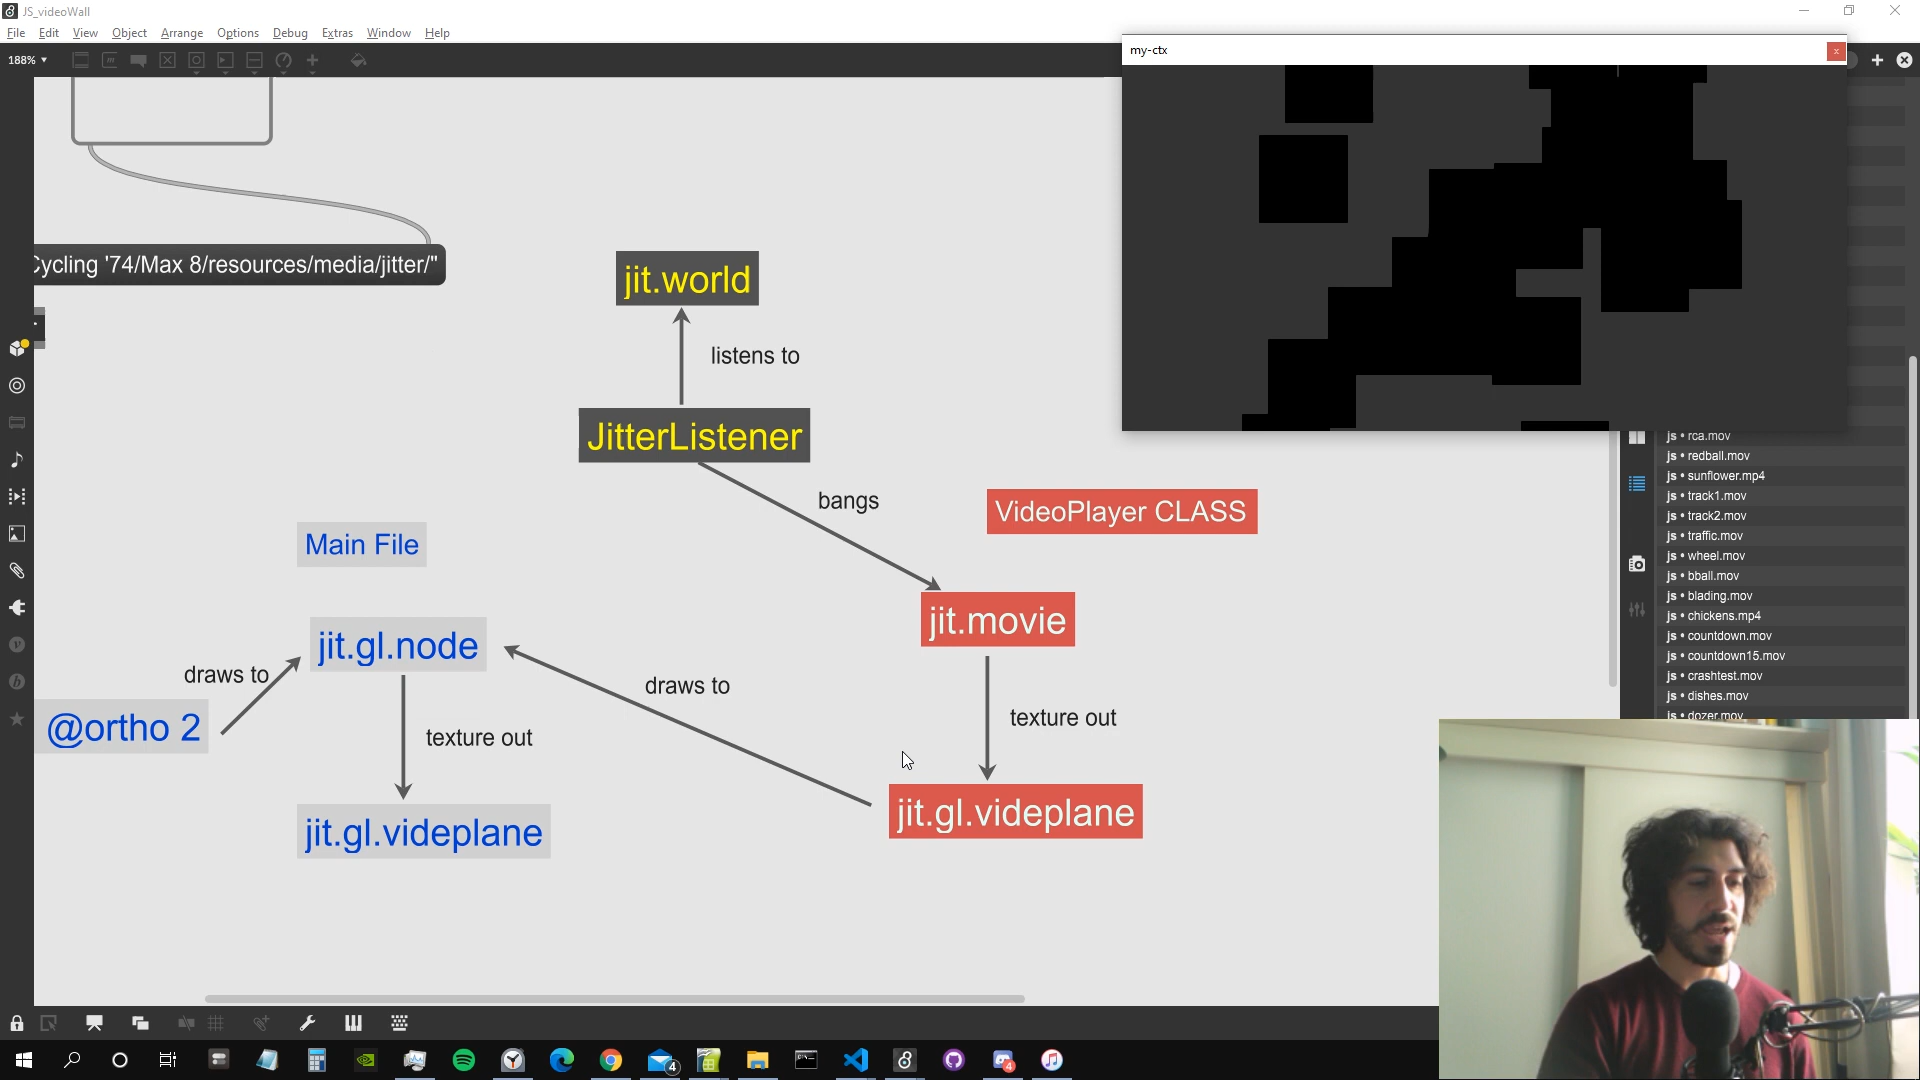 JS_videoWall
File Edit View Object Arrange Options Debug Extras Window Help
188%
my-ctx
x
Cycling '74/Max 8/resources/media/jitter/"
jit.world
listens to
JitterListener
bangs
VideoPlayer CLASS
Main File
jit.movie
jit.gl.node
draws to
draws to
@ortho 2
texture out
texture out
jit.gl.videplane
jit.gl.videplane
js • rca.mov
js • redball.mov
js • sunflower.mp4
js • track1.mov
js • track2.mov
js • traffic.mov
js • wheel.mov
js • bball.mov
js • blading.mov
js • chickens.mp4
js • countdown.mov
js • countdown15.mov
js • crashtest.mov
js • dishes.mov
js • dozer.mov
4
4